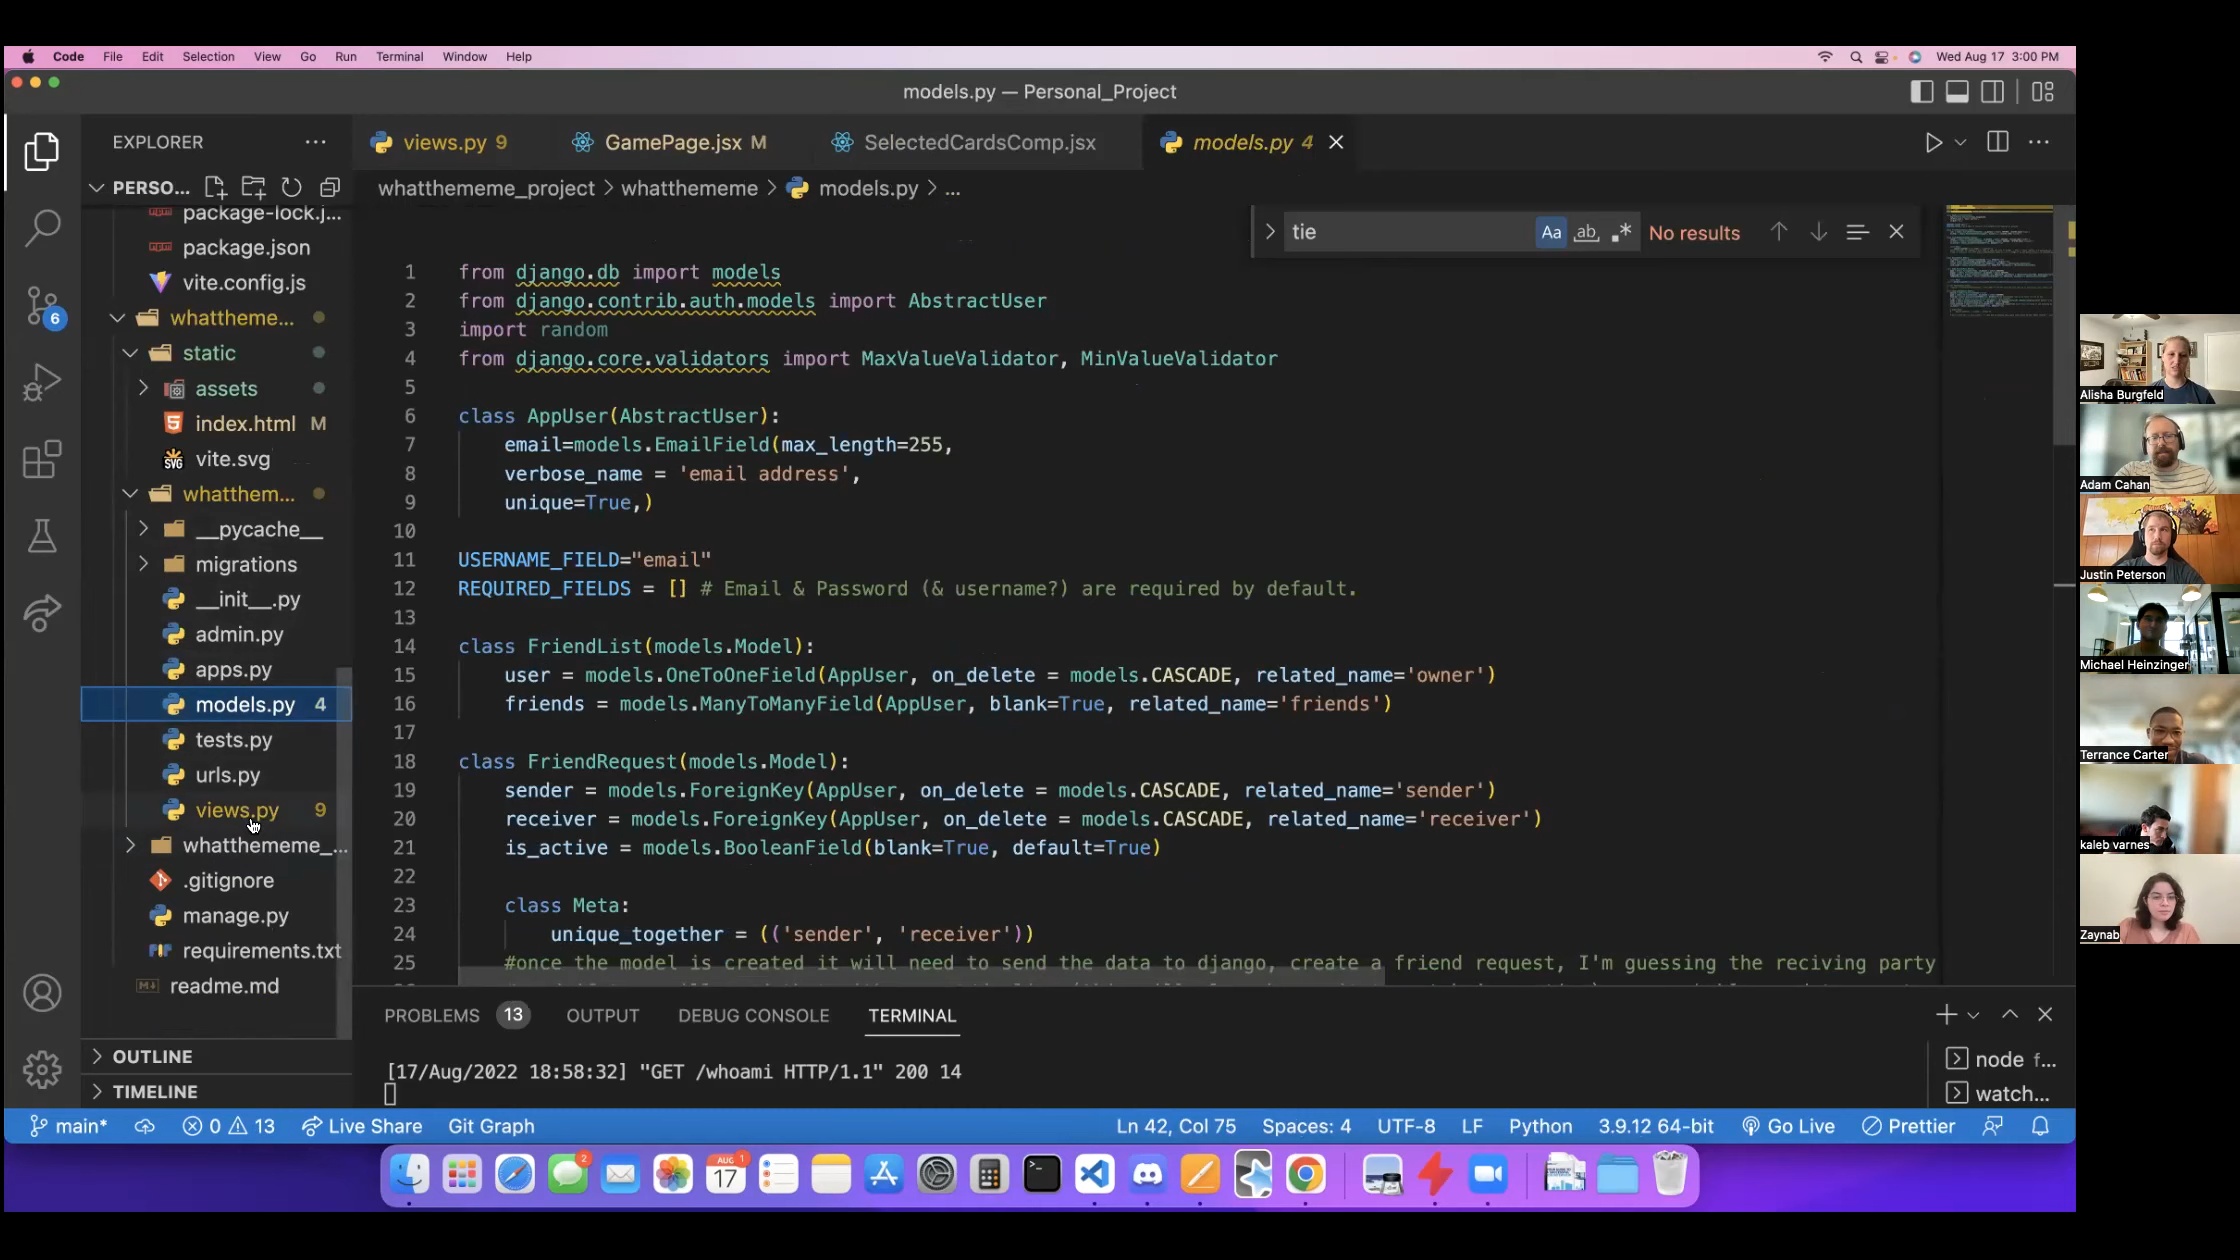 Code File Edit Selection View Go Run Terminal Window Help Wed Aug 17 3:00 PM
models.py — Personal_Project
EXPLORER
views.py 9 GamePage.jsx M SelectedCardsComp.jsx models.py 4
PERSO...
whatthememe_project > whatthememe > models.py > ...
package-lock.j...
package.json
vite.config.js
whattheme...
static
assets
index.html M
vite.svg
whatthem...
__pycache__
migrations
__init__.py
admin.py
apps.py
models.py 4
tests.py
urls.py
views.py 9
whatthememe_...
.gitignore
manage.py
requirements.txt
readme.md
OUTLINE
TIMELINE
tie Aa ab .* No results
1 from django.db import models
2 from django.contrib.auth.models import AbstractUser
3 import random
4 from django.core.validators import MaxValueValidator, MinValueValidator
5
6 class AppUser(AbstractUser):
7 email=models.EmailField(max_length=255,
8 verbose_name = 'email address',
9 unique=True,)
10
11 USERNAME_FIELD="email"
12 REQUIRED_FIELDS = [] # Email & Password (& username?) are required by default.
13
14 class FriendList(models.Model):
15 user = models.OneToOneField(AppUser, on_delete = models.CASCADE, related_name='owner')
16 friends = models.ManyToManyField(AppUser, blank=True, related_name='friends')
17
18 class FriendRequest(models.Model):
19 sender = models.ForeignKey(AppUser, on_delete = models.CASCADE, related_name='sender')
20 receiver = models.ForeignKey(AppUser, on_delete = models.CASCADE, related_name='receiver')
21 is_active = models.BooleanField(blank=True, default=True)
22
23 class Meta:
24 unique_together = (('sender', 'receiver'))
25 #once the model is created it will need to send the data to django, create a friend request, I'm guessing the reciving party
PROBLEMS 13 OUTPUT DEBUG CONSOLE TERMINAL
[17/Aug/2022 18:58:32] "GET /whoami HTTP/1.1" 200 14
node f...
watch...
6
main* 0 13 Live Share Git Graph Ln 42, Col 75 Spaces: 4 UTF-8 LF Python 3.9.12 64-bit Go Live Prettier
2
AUG 1
17
Alisha Burgfeld
Adam Cahan
Justin Peterson
Michael Heinzinger
Terrance Carter
kaleb varnes
Zaynab